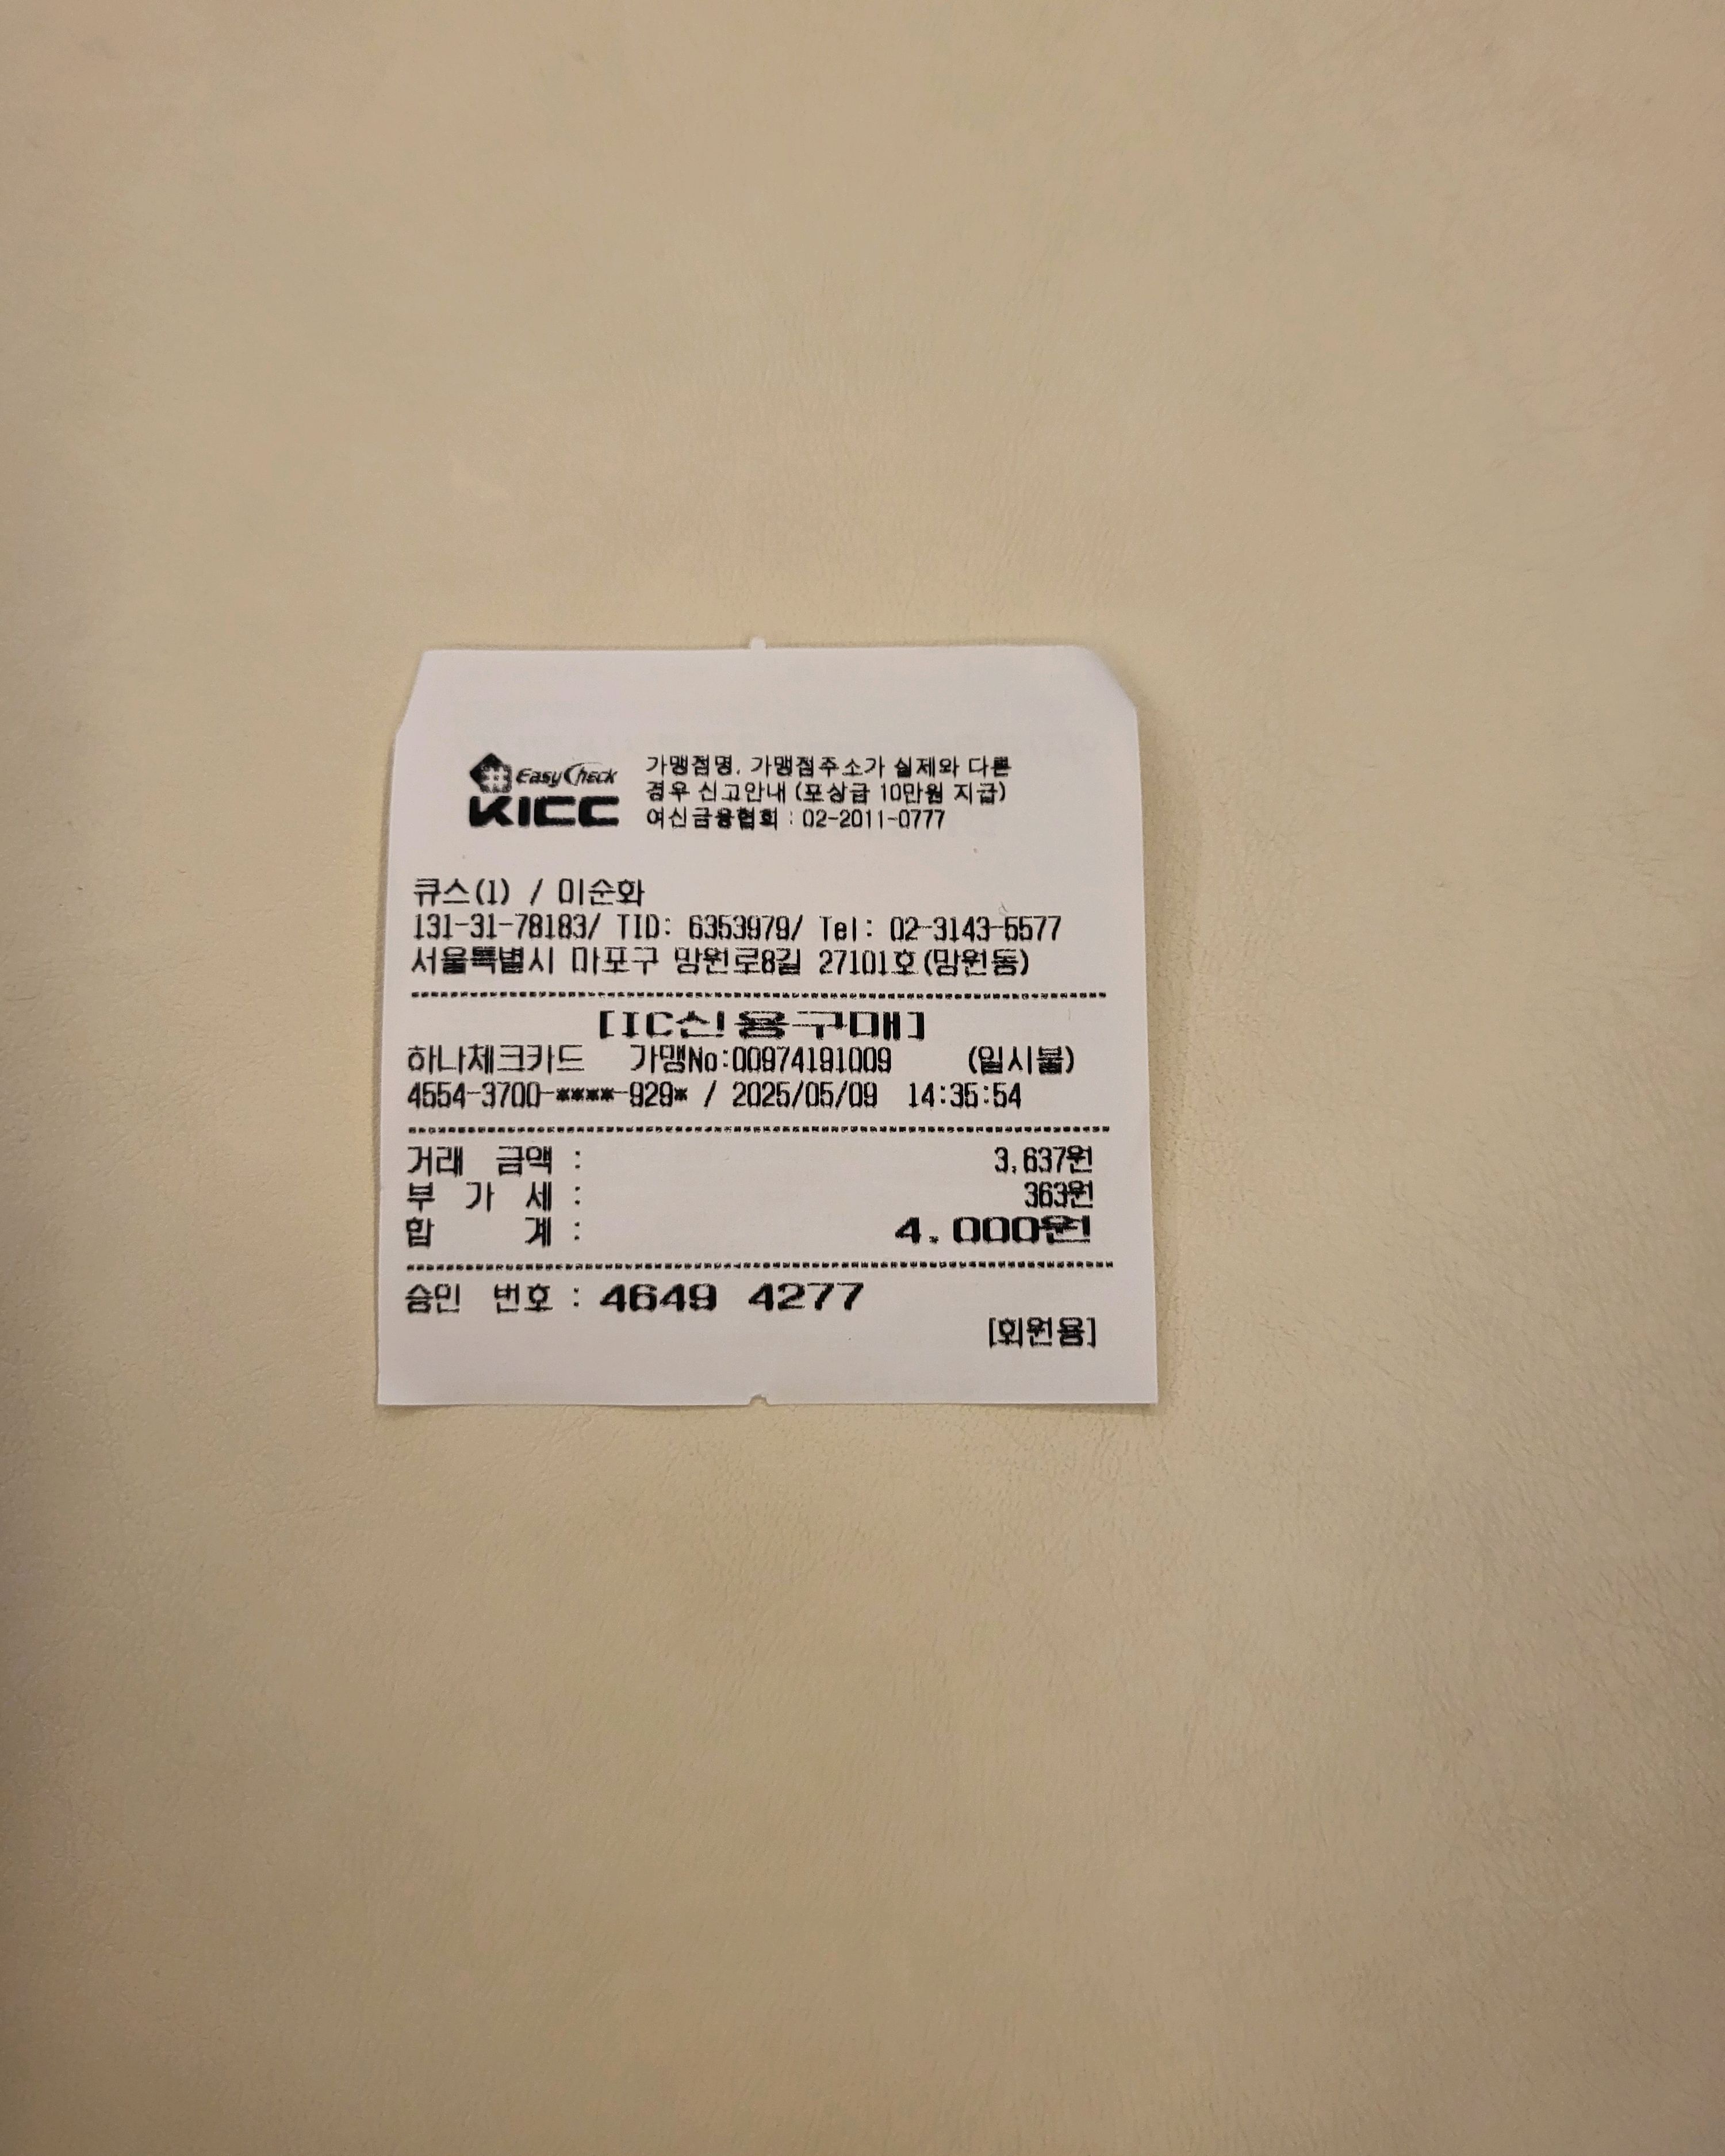 EasyCheck
KICC
가맹점명, 가맹점주소가 실제와 다른
경우 신고안내 (포상금 10만원 지급)
여신금융협회 : 02-2011-0777
큐스(1) / 이순화
131-31-78183/ TID: 6353979/ Tel: 02-3143-5577
서울특별시 마포구 망원로8길 27101호(망원동)
[IC신용구매]
하나체크카드 가맹No:00974191009 (일시불)
4554-3700-****-929* / 2025/05/09 14:35:54
거래 금액 : 3,637원
부 가 세 : 363원
합 계 : 4,000원
승인 번호 : 4649 4277
[회원용]